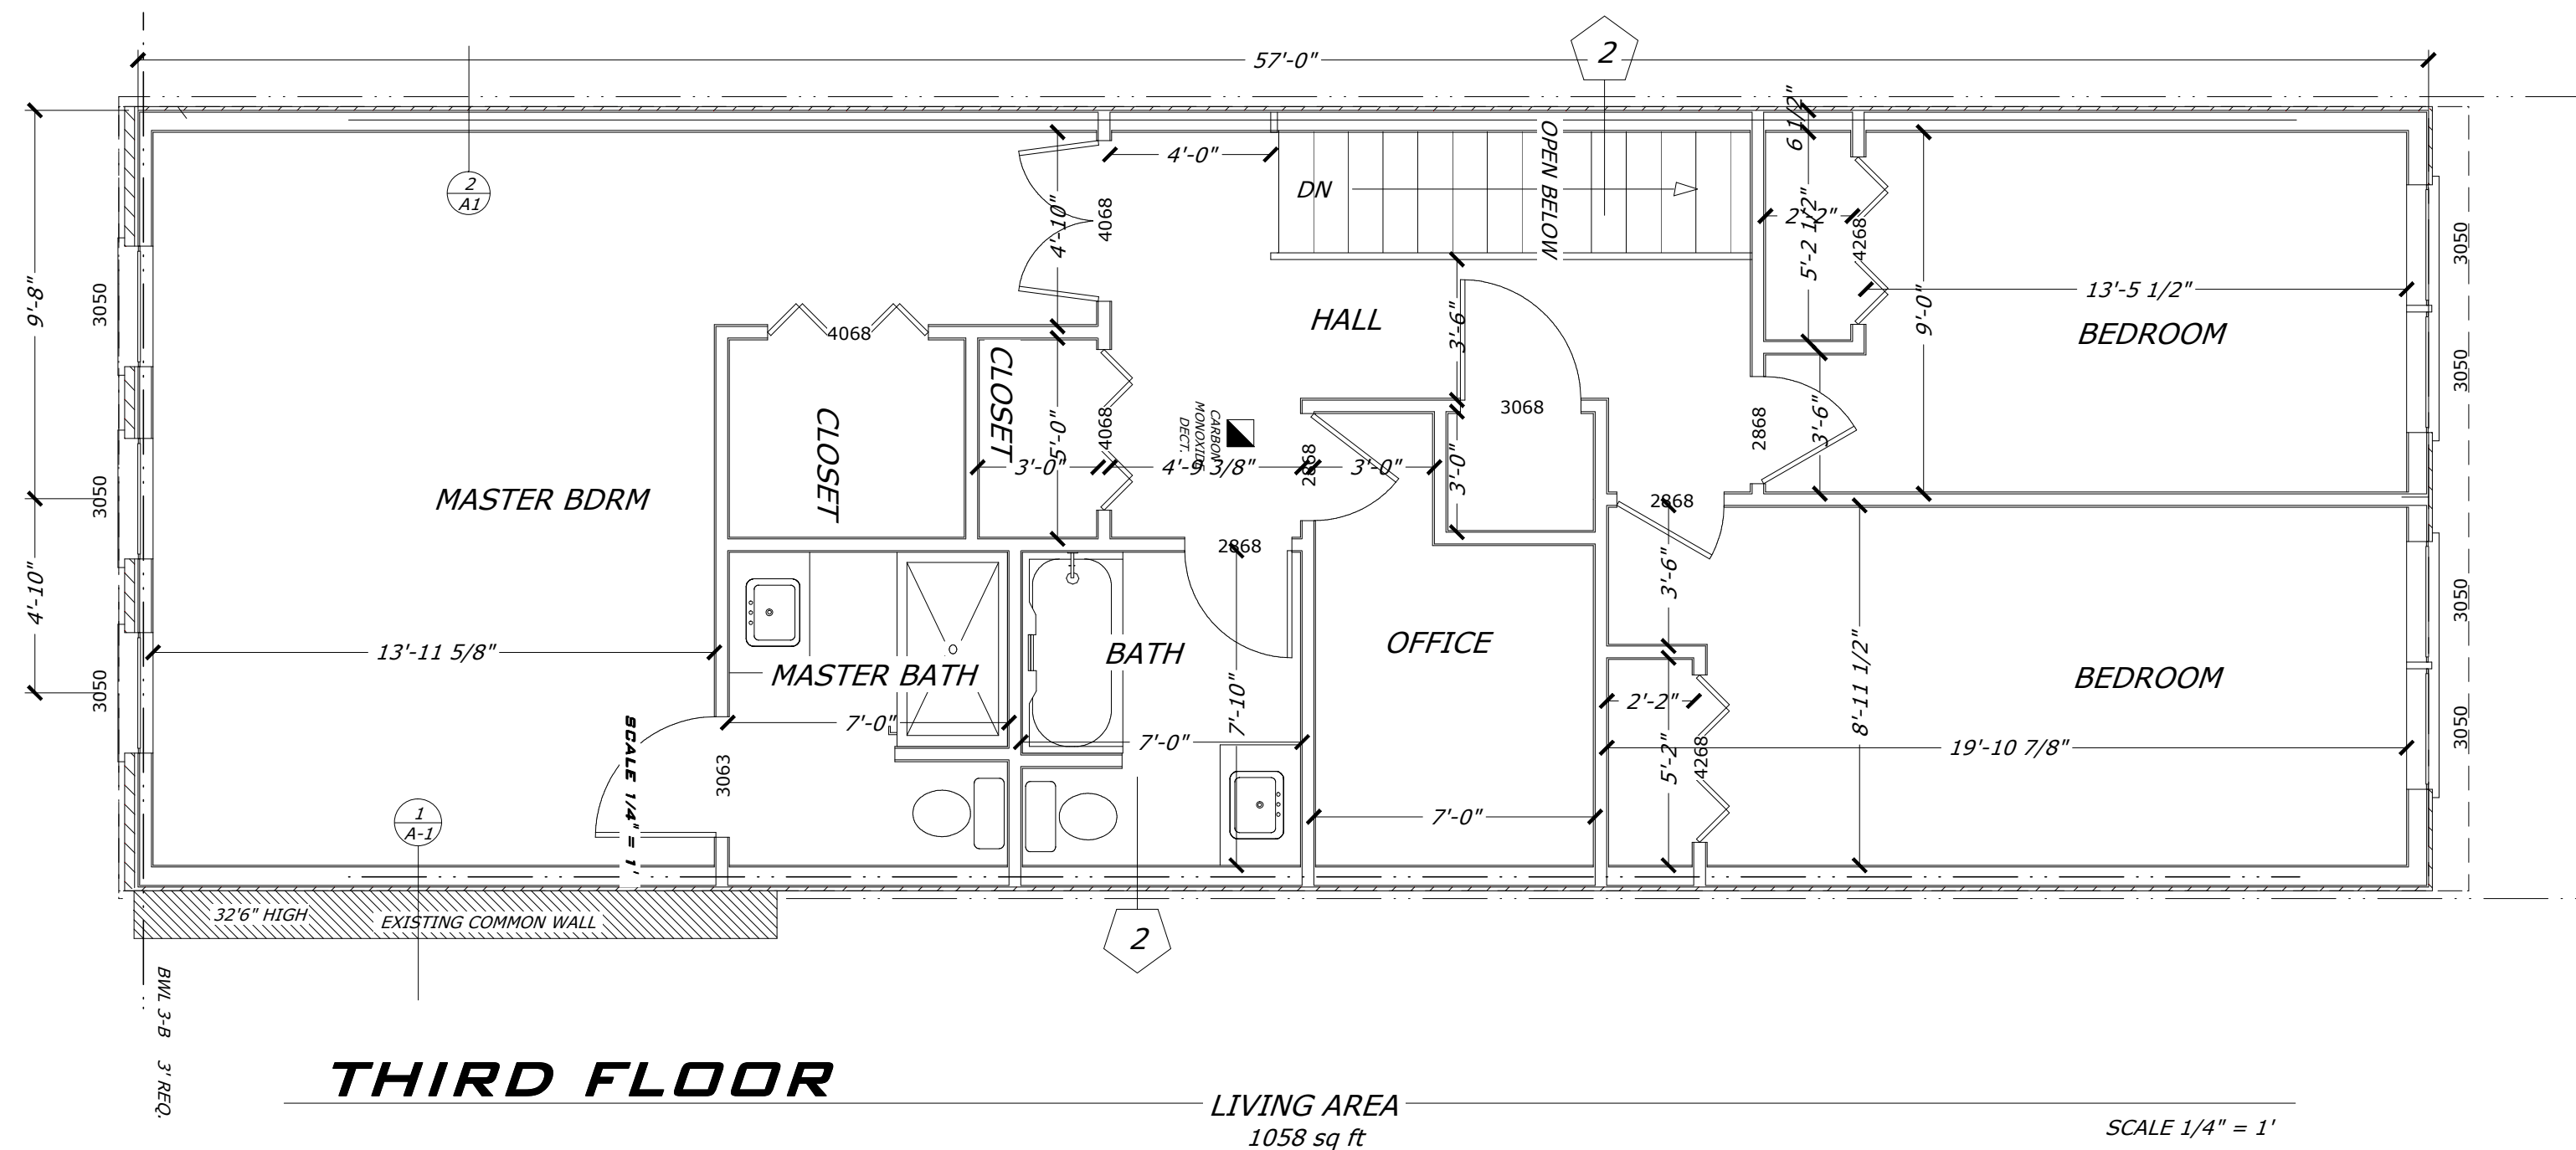 57'-0"
2
6 1/2"
4'-0"
DN
OPEN BELOW
2
A1
4'-10"
4068
2'-2"
5'-2 1/2"
4268
3050
9'-8"
3050
13'-5 1/2"
BEDROOM
9'-0"
3050
4068
HALL
3'-6"
CLOSET
CLOSET
5'-0"
4068
CARBON
MONOXIDE
DECT.
3068
2868
3'-6"
3'-0"
4'-9 3/8"
2868
3'-0"
3'-0"
MASTER BDRM
3050
2868
2868
4'-10"
3'-6"
3050
13'-11 5/8"
MASTER BATH
BATH
OFFICE
8'-11 1/2"
BEDROOM
3050
7'-0"
7'-10"
7'-0"
2'-2"
5'-2"
4268
19'-10 7/8"
3050
SCALE 1/4" = 1'
3063
7'-0"
1
A-1
32'6" HIGH
EXISTING COMMON WALL
2
BWL 3-B 3' REQ.
THIRD FLOOR
LIVING AREA
1058 sq ft
SCALE 1/4" = 1'